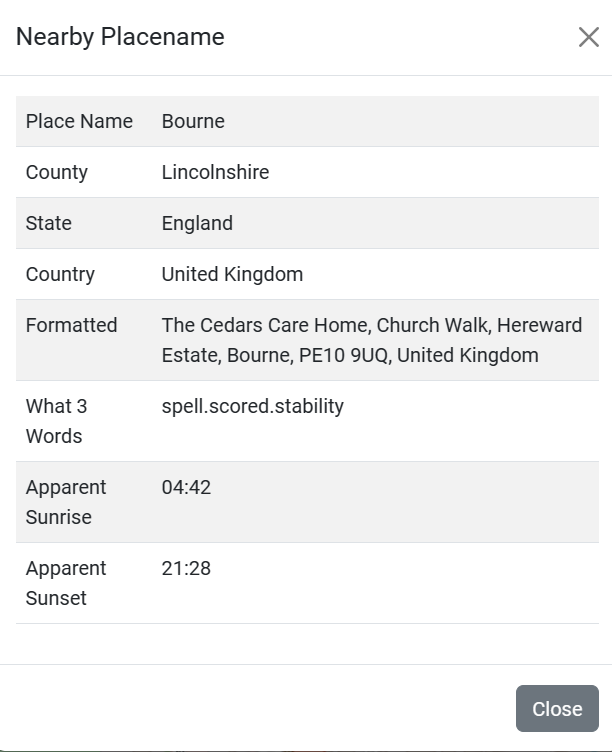 Nearby Placename
Place Name Bourne
County Lincolnshire
State England
Country United Kingdom
Formatted The Cedars Care Home, Church Walk, Hereward
Estate, Bourne, PE10 9UQ, United Kingdom
What 3 spell.scored.stability
Words
Apparent 04:42
Sunrise
Apparent 21:28
Sunset
Close